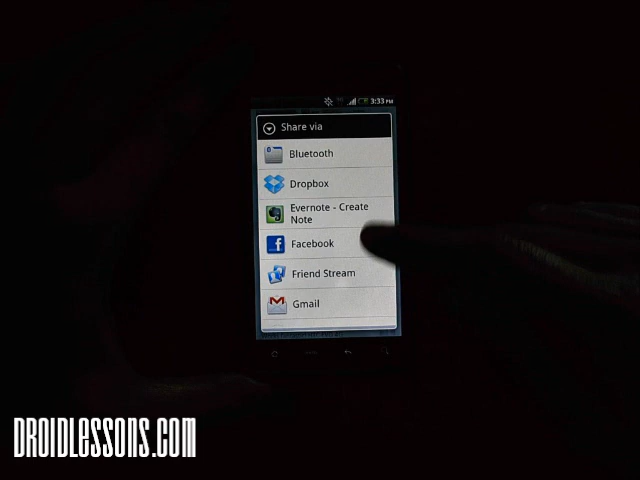 3:33 PM
Share via
Bluetooth
Dropbox
Evernote - Create
Note
Facebook
Friend Stream
Gmail
DROIDLESSONS.COM